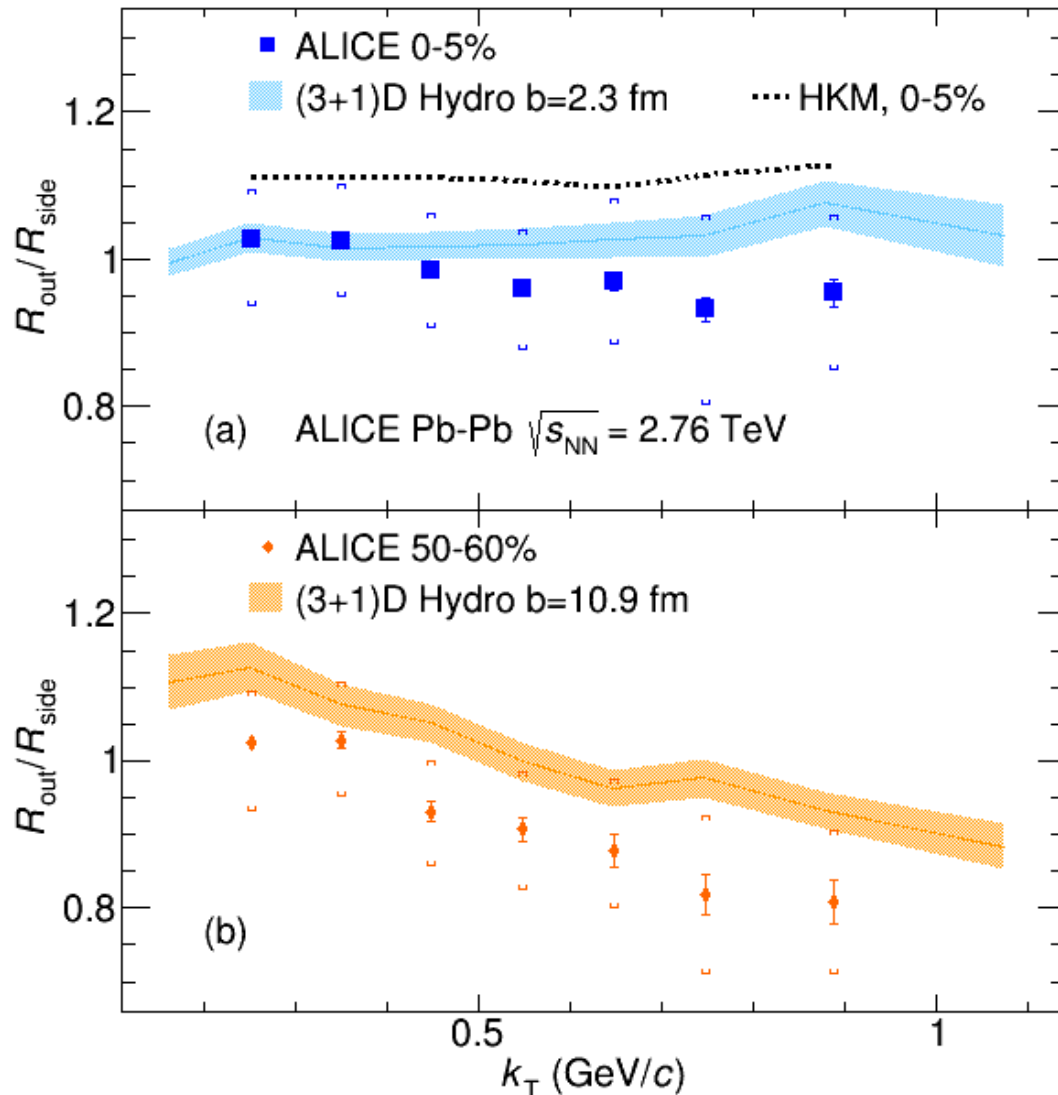 ALICE 0-5%
(3+1)D Hydro b=2.3 fm
HKM, 0-5%
1.2
1
0.8
R_out/R_side
(a) ALICE Pb-Pb √s_NN = 2.76 TeV
ALICE 50-60%
(3+1)D Hydro b=10.9 fm
1.2
1
0.8
R_out/R_side
(b)
0.5 1
k_T (GeV/c)